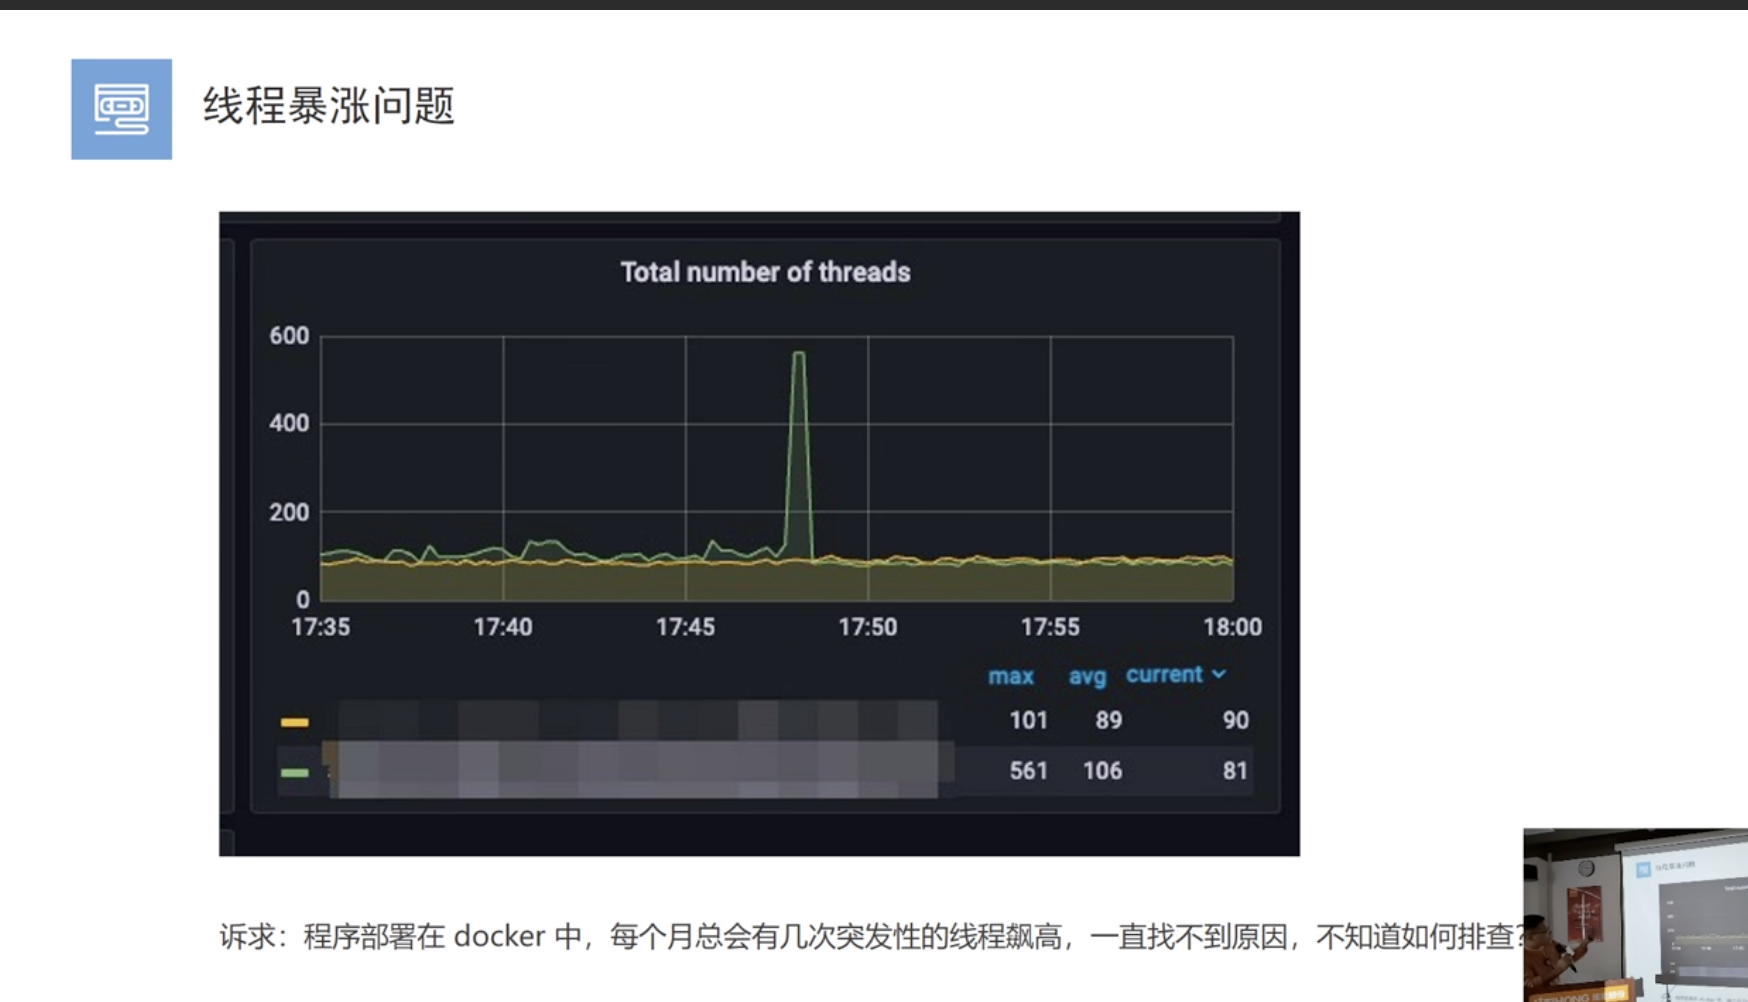 线程暴涨问题
Total number of threads
600
400
200
0
17:35 17:40 17:45 17:50 17:55 18:00
max avg current
101 89 90
561 106 81
诉求：程序部署在 docker 中，每个月总会有几次突发性的线程飙高，一直找不到原因，不知道如何排查？